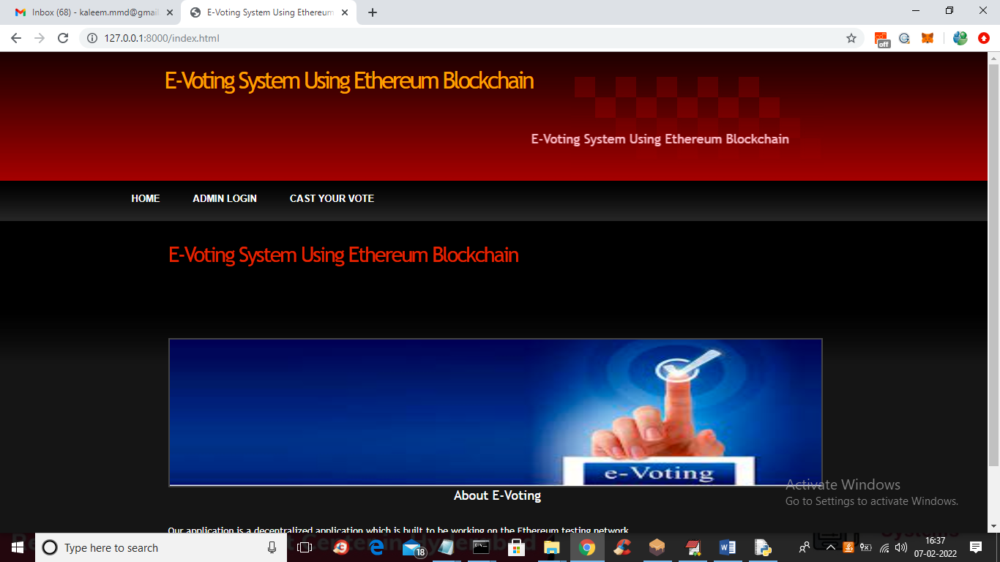 Inbox (68) - kaleem.mmd@gmai
E-Voting System Using Ethereum
127.0.0.1:8000/index.html
off
E-Voting System Using Ethereum Blockchain
E-Voting System Using Ethereum Blockchain
HOME ADMIN LOGIN CAST YOUR VOTE
E-Voting System Using Ethereum Blockchain
e-Voting
About E-Voting
Activate Windows
Go to Settings to activate Windows.
Our application is a decentralized application which is built to be working on the Ethereum testing network
Systems
Type here to search
18
16:37
07-02-2022